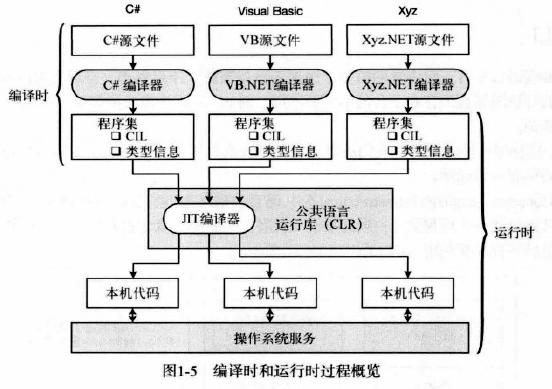 C#
Visual Basic
Xyz
C#源文件
VB源文件
Xyz.NET源文件
编译时
C# 编译器
VB.NET编译器
Xyz.NET编译器
程序集
❑ CIL
❑ 类型信息
程序集
❑ CIL
❑ 类型信息
程序集
❑ CIL
❑ 类型信息
JIT编译器
公共语言
运行库（CLR）
运行时
本机代码
本机代码
本机代码
操作系统服务
图1-5 编译时和运行时过程概览